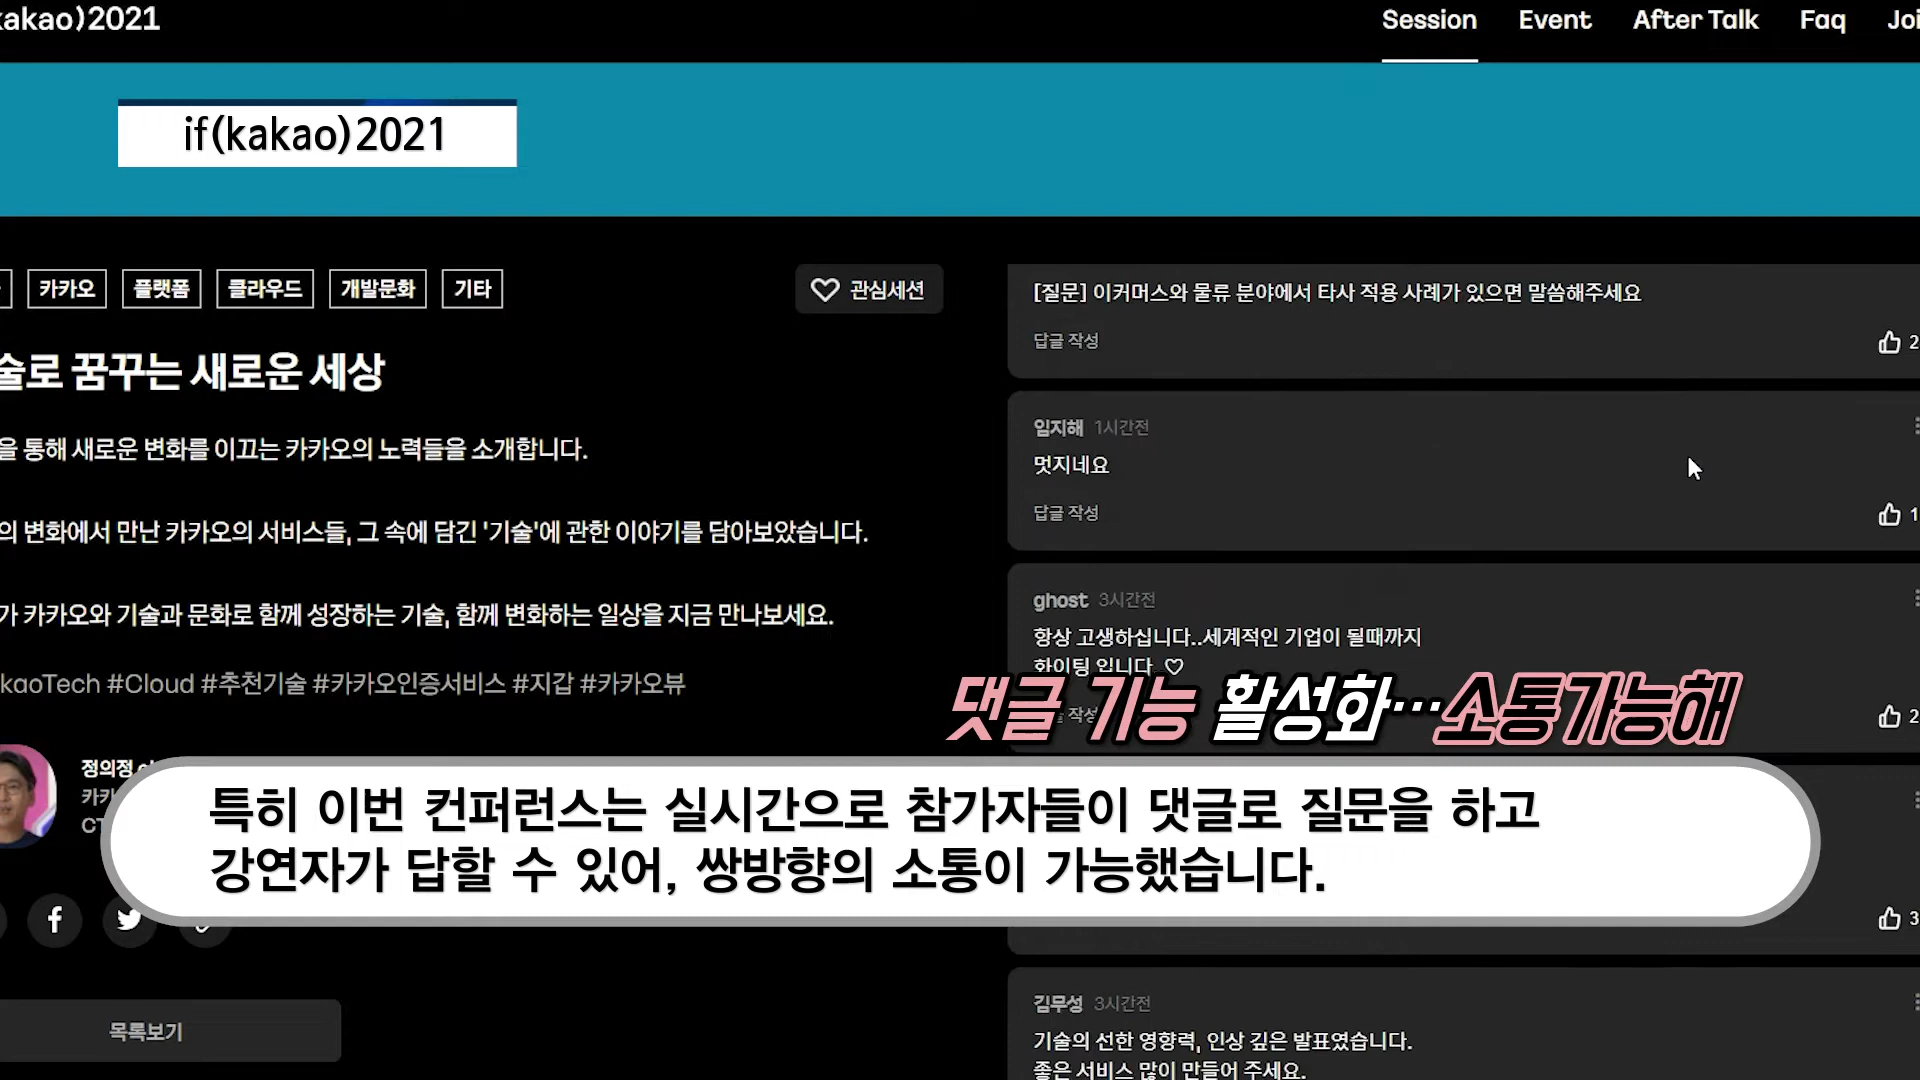 kakao)2021
Session Event After Talk Faq
if(kakao)2021
카카오 플랫폼 클라우드 개발문화 기타
관심세션
술로 꿈꾸는 새로운 세상
을 통해 새로운 변화를 이끄는 카카오의 노력들을 소개합니다.
의 변화에서 만난 카카오의 서비스들, 그 속에 담긴 '기술'에 관한 이야기를 담아보았습니다.
가 카카오와 기술과 문화로 함께 성장하는 기술, 함께 변화하는 일상을 지금 만나보세요.
kaoTech #Cloud #추천기술 #카카오인증서비스 #지갑 #카카오뷰
정의정
목록보기
[질문] 이커머스와 물류 분야에서 타사 적용 사례가 있으면 말씀해주세요
답글 작성
2
임지해 1시간전
멋지네요
답글 작성
1
ghost 3시간전
항상 고생하십니다..세계적인 기업이 될때까지
화이팅 입니다 ♡
작성
2
댓글 기능 활성화…소통가능해
특히 이번 컨퍼런스는 실시간으로 참가자들이 댓글로 질문을 하고
강연자가 답할 수 있어, 쌍방향의 소통이 가능했습니다.
3
김무성 3시간전
기술의 선한 영향력, 인상 깊은 발표였습니다.
좋은 서비스 많이 만들어 주세요.